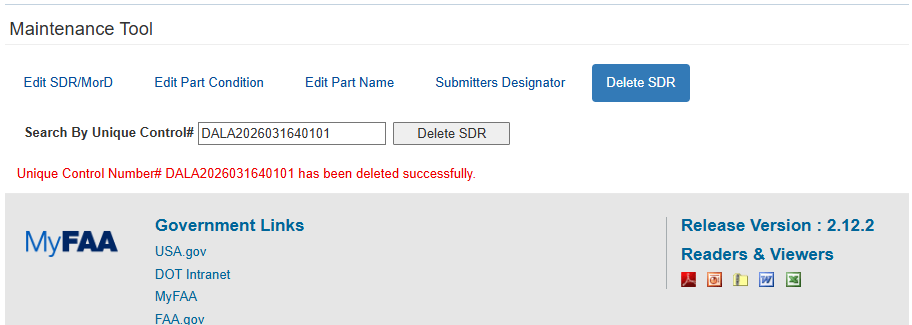 Maintenance Tool
Edit SDR/MorD Edit Part Condition Edit Part Name Submitters Designator Delete SDR
Search By Unique Control# DALA2026031640101 Delete SDR
Unique Control Number# DALA2026031640101 has been deleted successfully.
MyFAA
Government Links
USA.gov
DOT Intranet
MyFAA
FAA.gov
Release Version : 2.12.2
Readers & Viewers